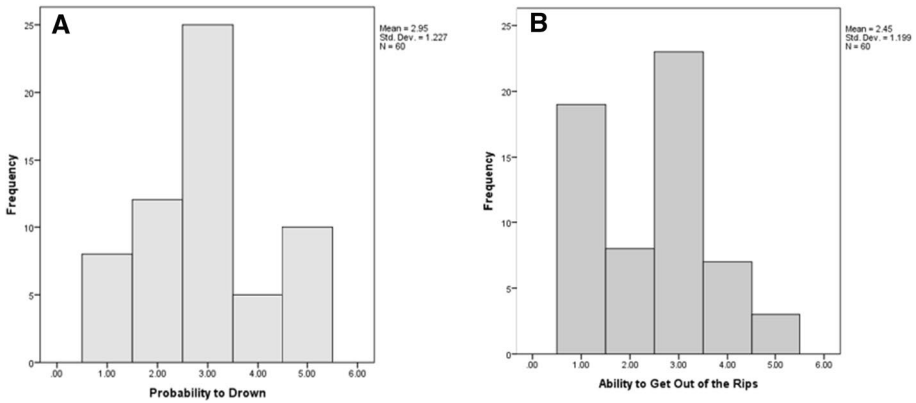 A
Mean = 2.95
Std. Dev. = 1.227
N = 60
25
20
15
10
5
0
Frequency
.00 1.00 2.00 3.00 4.00 5.00 6.00
Probability to Drown
B
Mean = 2.45
Std. Dev. = 1.199
N = 60
25
20
15
10
5
0
Frequency
.00 1.00 2.00 3.00 4.00 5.00 6.00
Ability to Get Out of the Rips